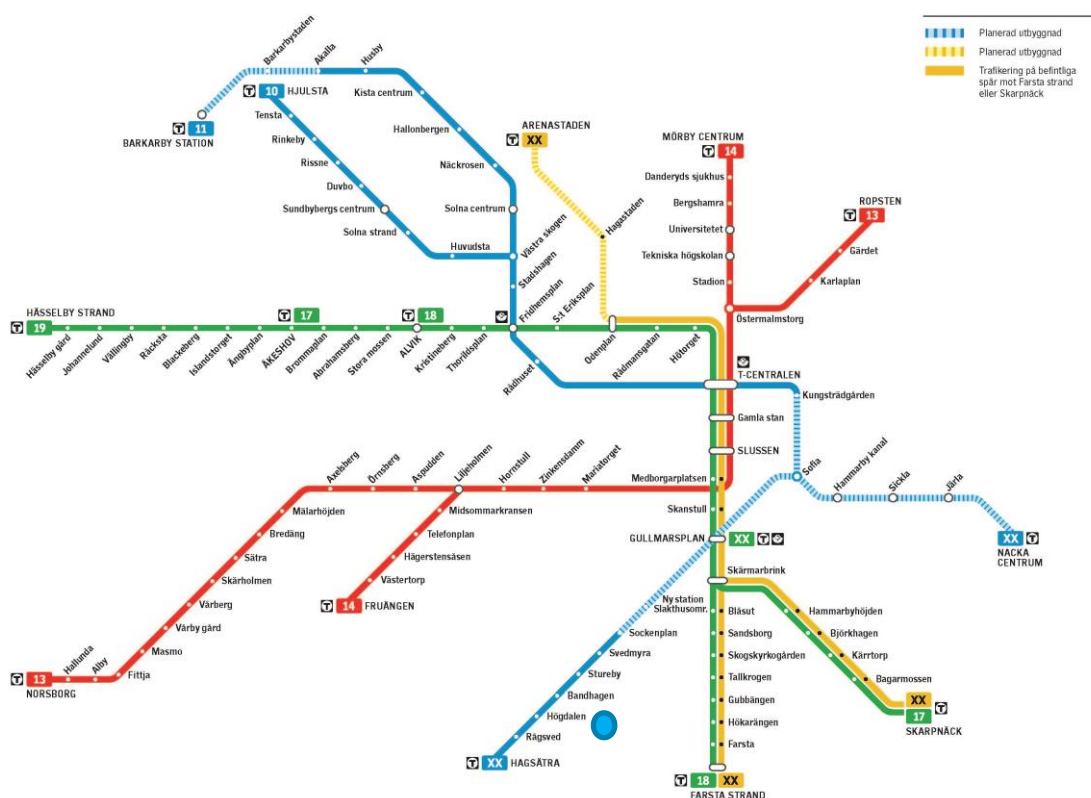 Planerad utbyggnad
Planerad utbyggnad
Trafikering på befintliga
spår mot Farsta strand
eller Skarpnäck
Barkarbystaden
Akalla
Husby
11
BARKARBY STATION
10 HJULSTA
Kista centrum
Hallonbergen
Näckrosen
Solna centrum
Tensta
Rinkeby
Rissne
Duvbo
Sundbybergs centrum
Solna strand
Huvudsta
Västra skogen
Stadshagen
Fridhemsplan
ARENASTADEN
XX
Hagastaden
MÖRBY CENTRUM
14
Danderyds sjukhus
Bergshamra
Universitetet
Tekniska högskolan
Stadion
ROPSTEN
13
Gärdet
Karlaplan
Östermalmstorg
HÄSSELBY STRAND
19
Hässelby gård
Johannelund
Vällingby
Råcksta
Blackeberg
Islandstorget
Ängbyplan
17
ÅKESHOV
Brommaplan
Abrahamsberg
Stora mossen
18
ALVIK
Kristineberg
Thorildsplan
S:t Eriksplan
Odenplan
Rådmansgatan
Hötorget
Rådhuset
T-CENTRALEN
Kungsträdgården
Gamla stan
SLUSSEN
Medborgarplatsen
Skanstull
GULLMARSPLAN
XX
Sofia
Hammarby kanal
Sickla
Järla
XX
NACKA
CENTRUM
Axelsberg
Örnsberg
Aspudden
Liljeholmen
Hornstull
Zinkensdamm
Mariatorget
Mälarhöjden
Bredäng
Sätra
Skärholmen
Vårberg
Vårby gård
Masmo
Fittja
Alby
Hallunda
13
NORSBORG
Midsommarkransen
Telefonplan
Hägerstensåsen
Västertorp
14 FRUÄNGEN
Skärmarbrink
Ny station
Slakthusomr.
Blåsut
Sandsborg
Skogskyrkogården
Tallkrogen
Gubbängen
Hökarängen
Farsta
18 XX
FARSTA STRAND
Hammarbyhöjden
Björkhagen
Kärrtorp
Bagarmossen
XX
17
SKARPNÄCK
Sockenplan
Svedmyra
Stureby
Bandhagen
Högdalen
Rågsved
XX HAGSÄTRA